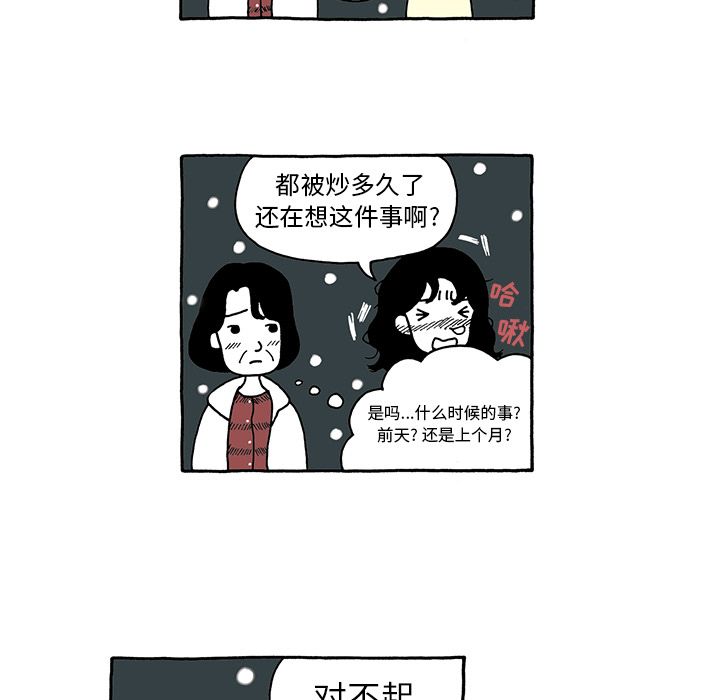 都被炒多久了
还在想这件事啊?
哈
啾
是吗...什么时候的事?
前天? 还是上个月?
对不起